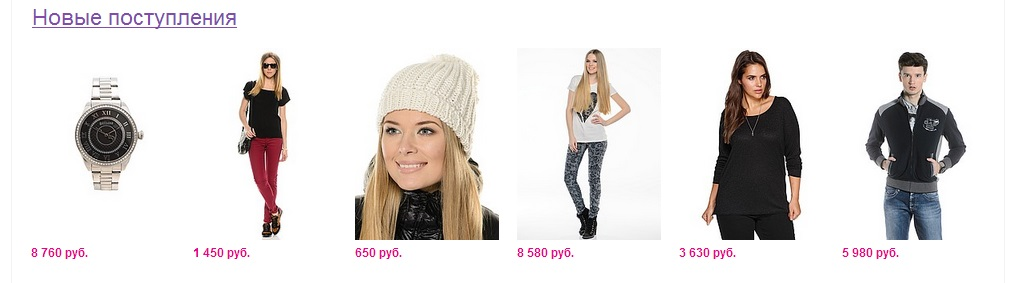 Новые поступления
8 760 руб.
1 450 руб.
650 руб.
8 580 руб.
3 630 руб.
5 980 руб.